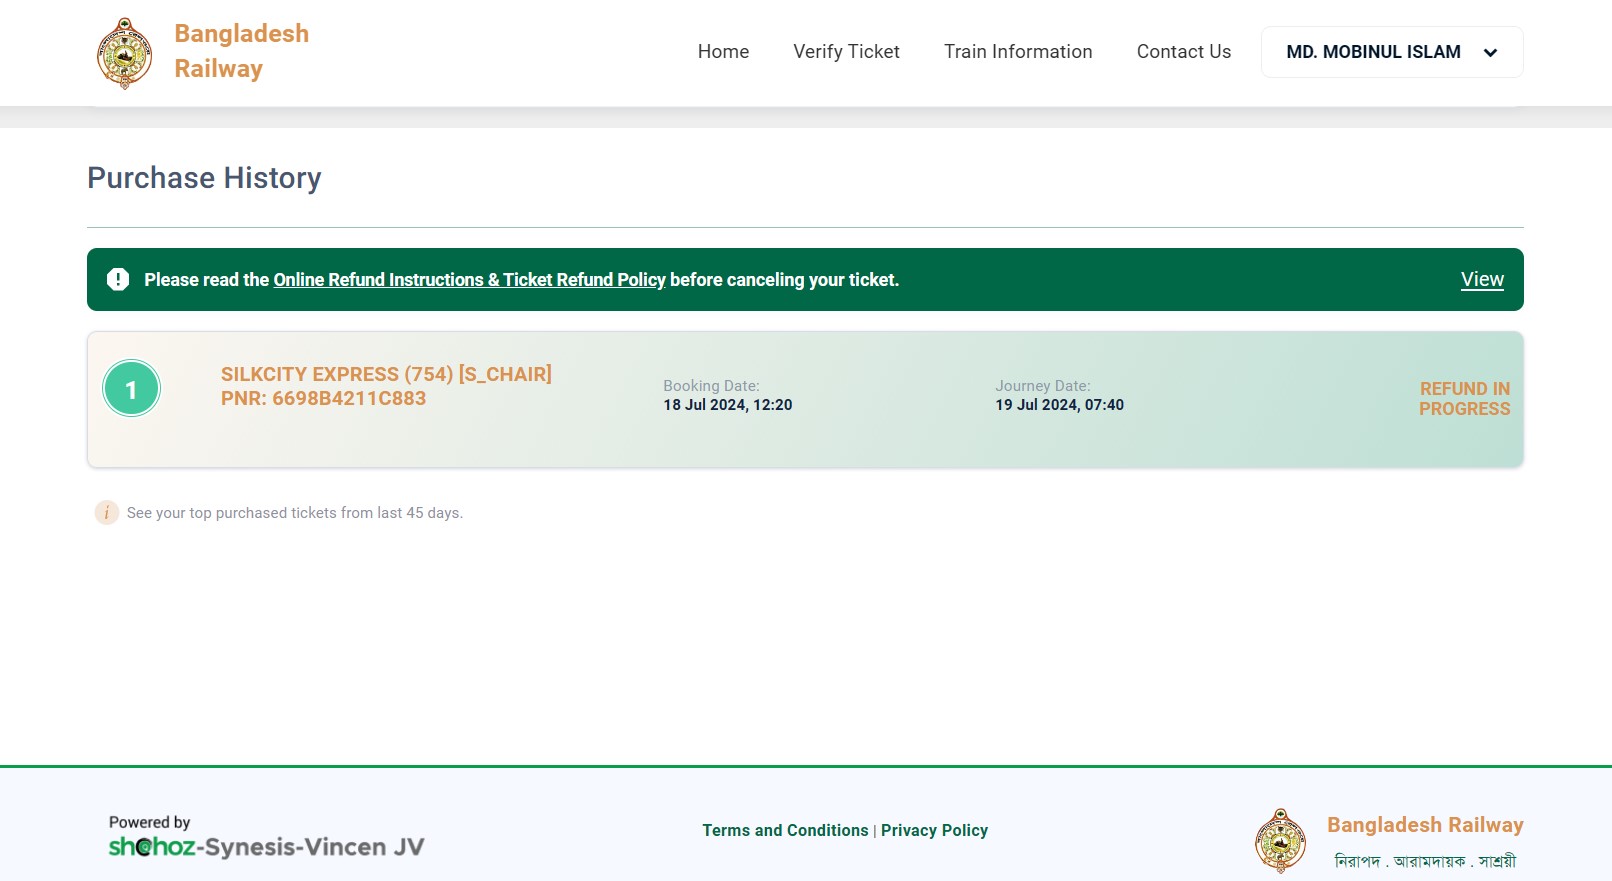 Bangladesh
Railway
Home
Verify Ticket
Train Information
Contact Us
MD. MOBINUL ISLAM
Purchase History
Please read the Online Refund Instructions & Ticket Refund Policy before canceling your ticket.
View
1
SILKCITY EXPRESS (754) [S_CHAIR]
PNR: 6698B4211C883
Booking Date:
18 Jul 2024, 12:20
Journey Date:
19 Jul 2024, 07:40
REFUND IN
PROGRESS
i See your top purchased tickets from last 45 days.
Powered by
shohoz-Synesis-Vincen JV
Terms and Conditions | Privacy Policy
Bangladesh Railway
নিরাপদ . আরামদায়ক . সাশ্রয়ী